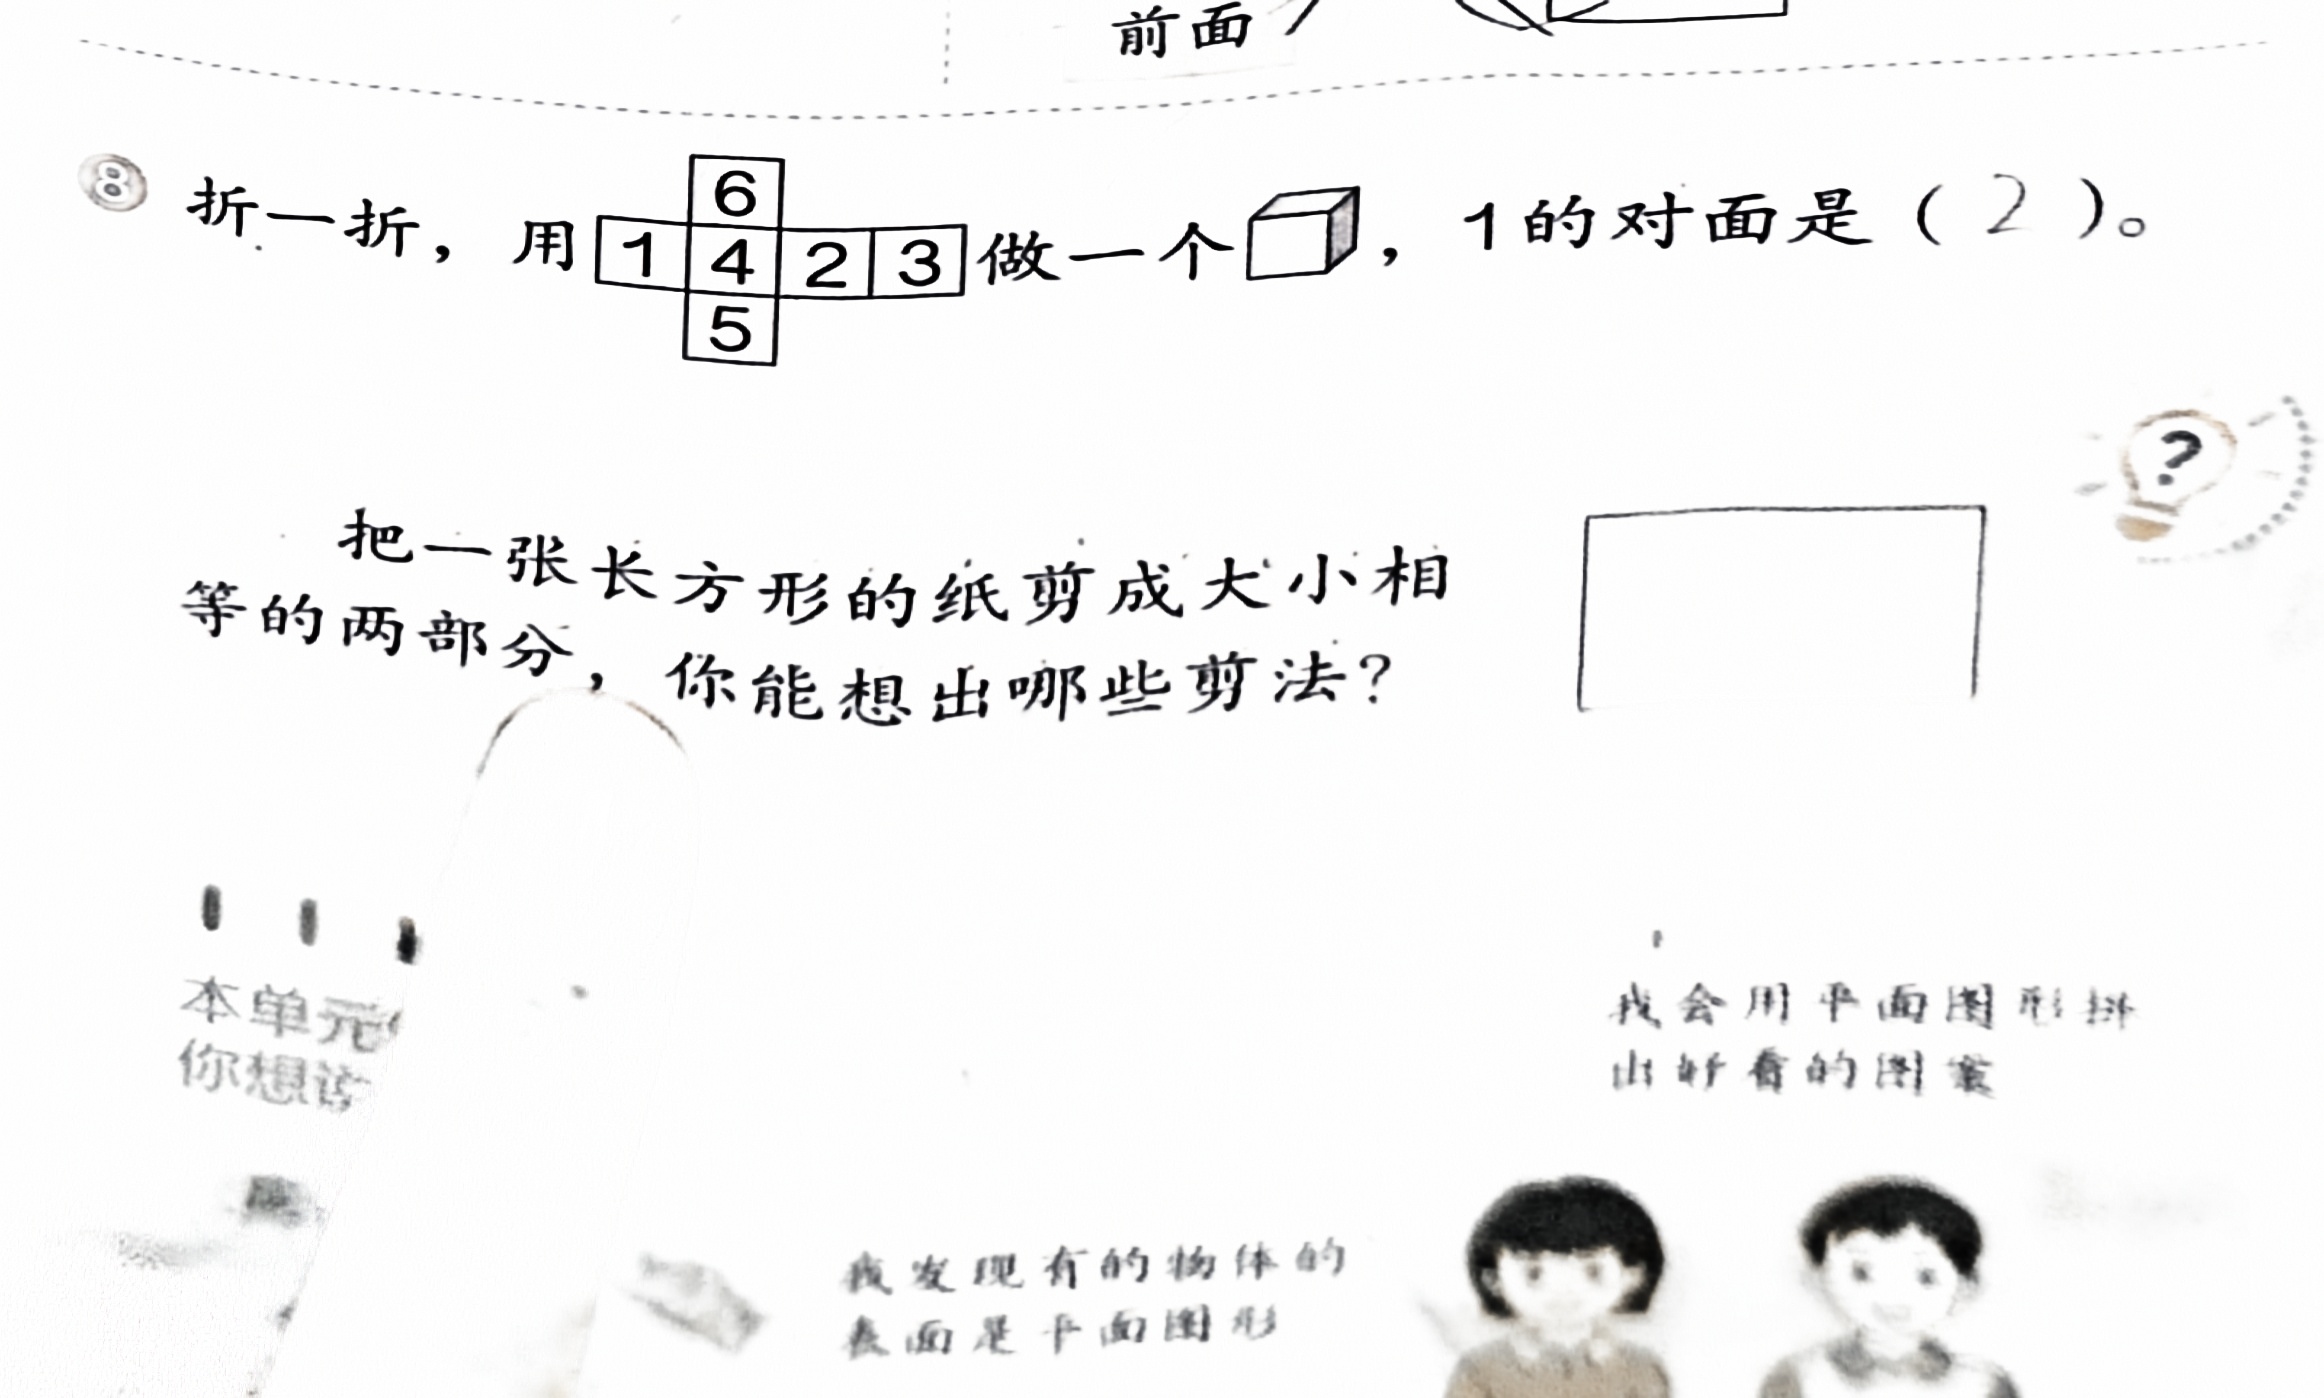 前面
⑧ 折一折，用 做一个 ，1的对面是（2）。
6
1 4 2 3
5
?
把一张长方形的纸剪成大小相
等的两部分，你能想出哪些剪法？
本单元
你想
我会用平面图形拼
出好看的图案
我发现有的物体的
表面是平面图形